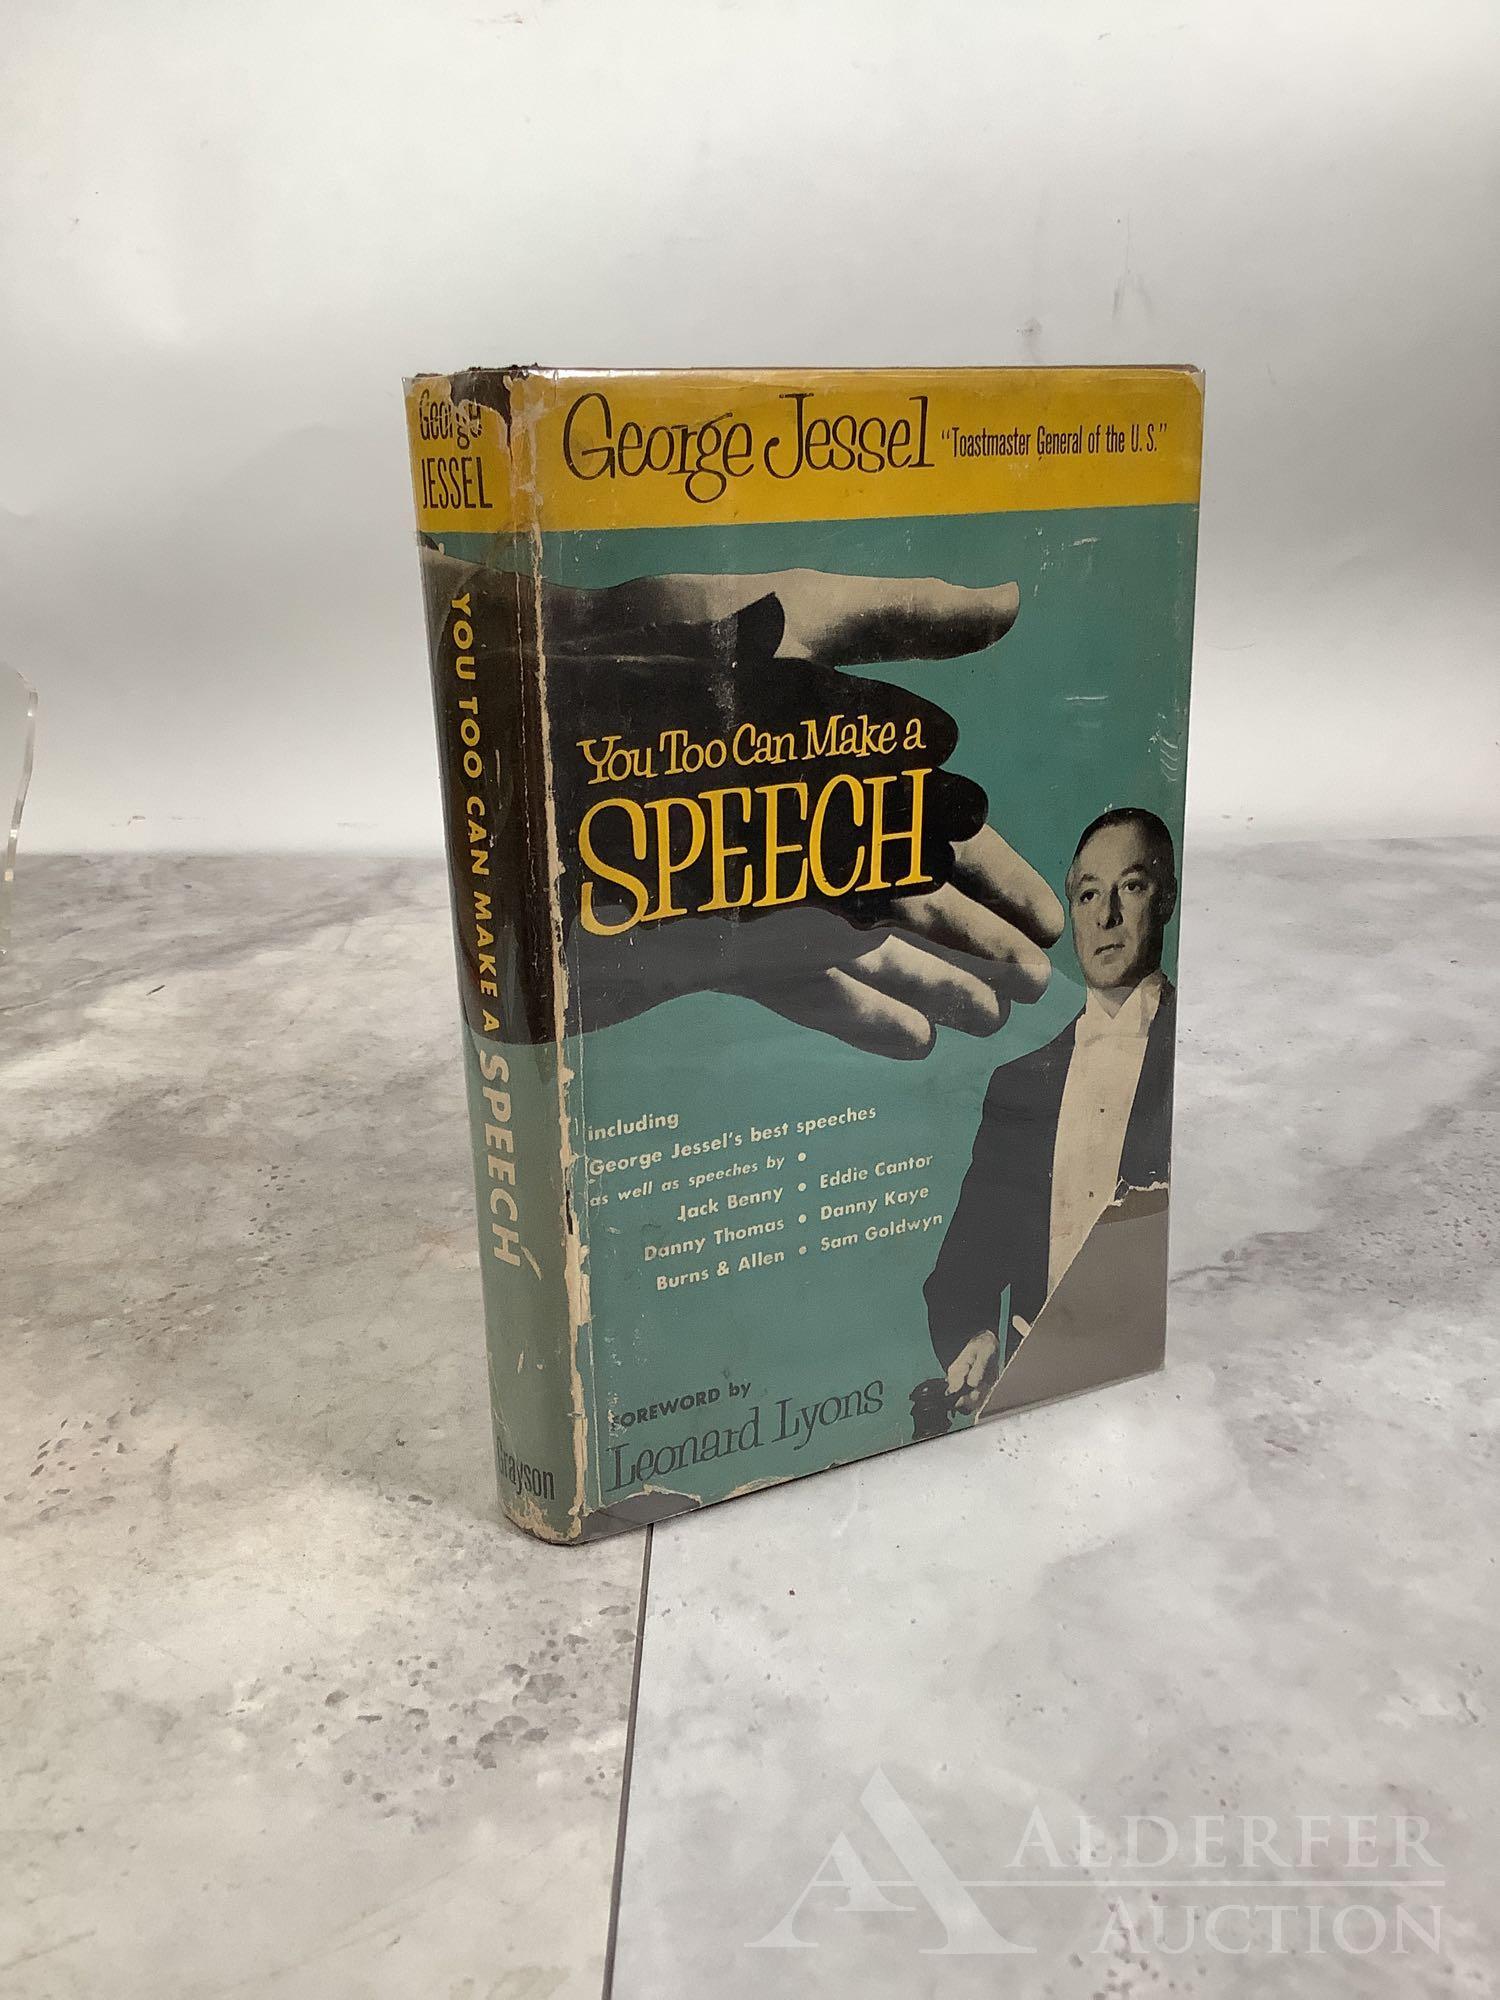 George
JESSEL
YOU TOO CAN MAKE A SPEECH
Grayson
George Jessel "Toastmaster General of the U. S."
You Too Can Make a
SPEECH
including
George Jessel's best speeches
as well as speeches by •
Jack Benny • Eddie Cantor
Danny Thomas • Danny Kaye
Burns & Allen • Sam Goldwyn
FOREWORD by
Leonard Lyons
ALDERFER
AUCTION